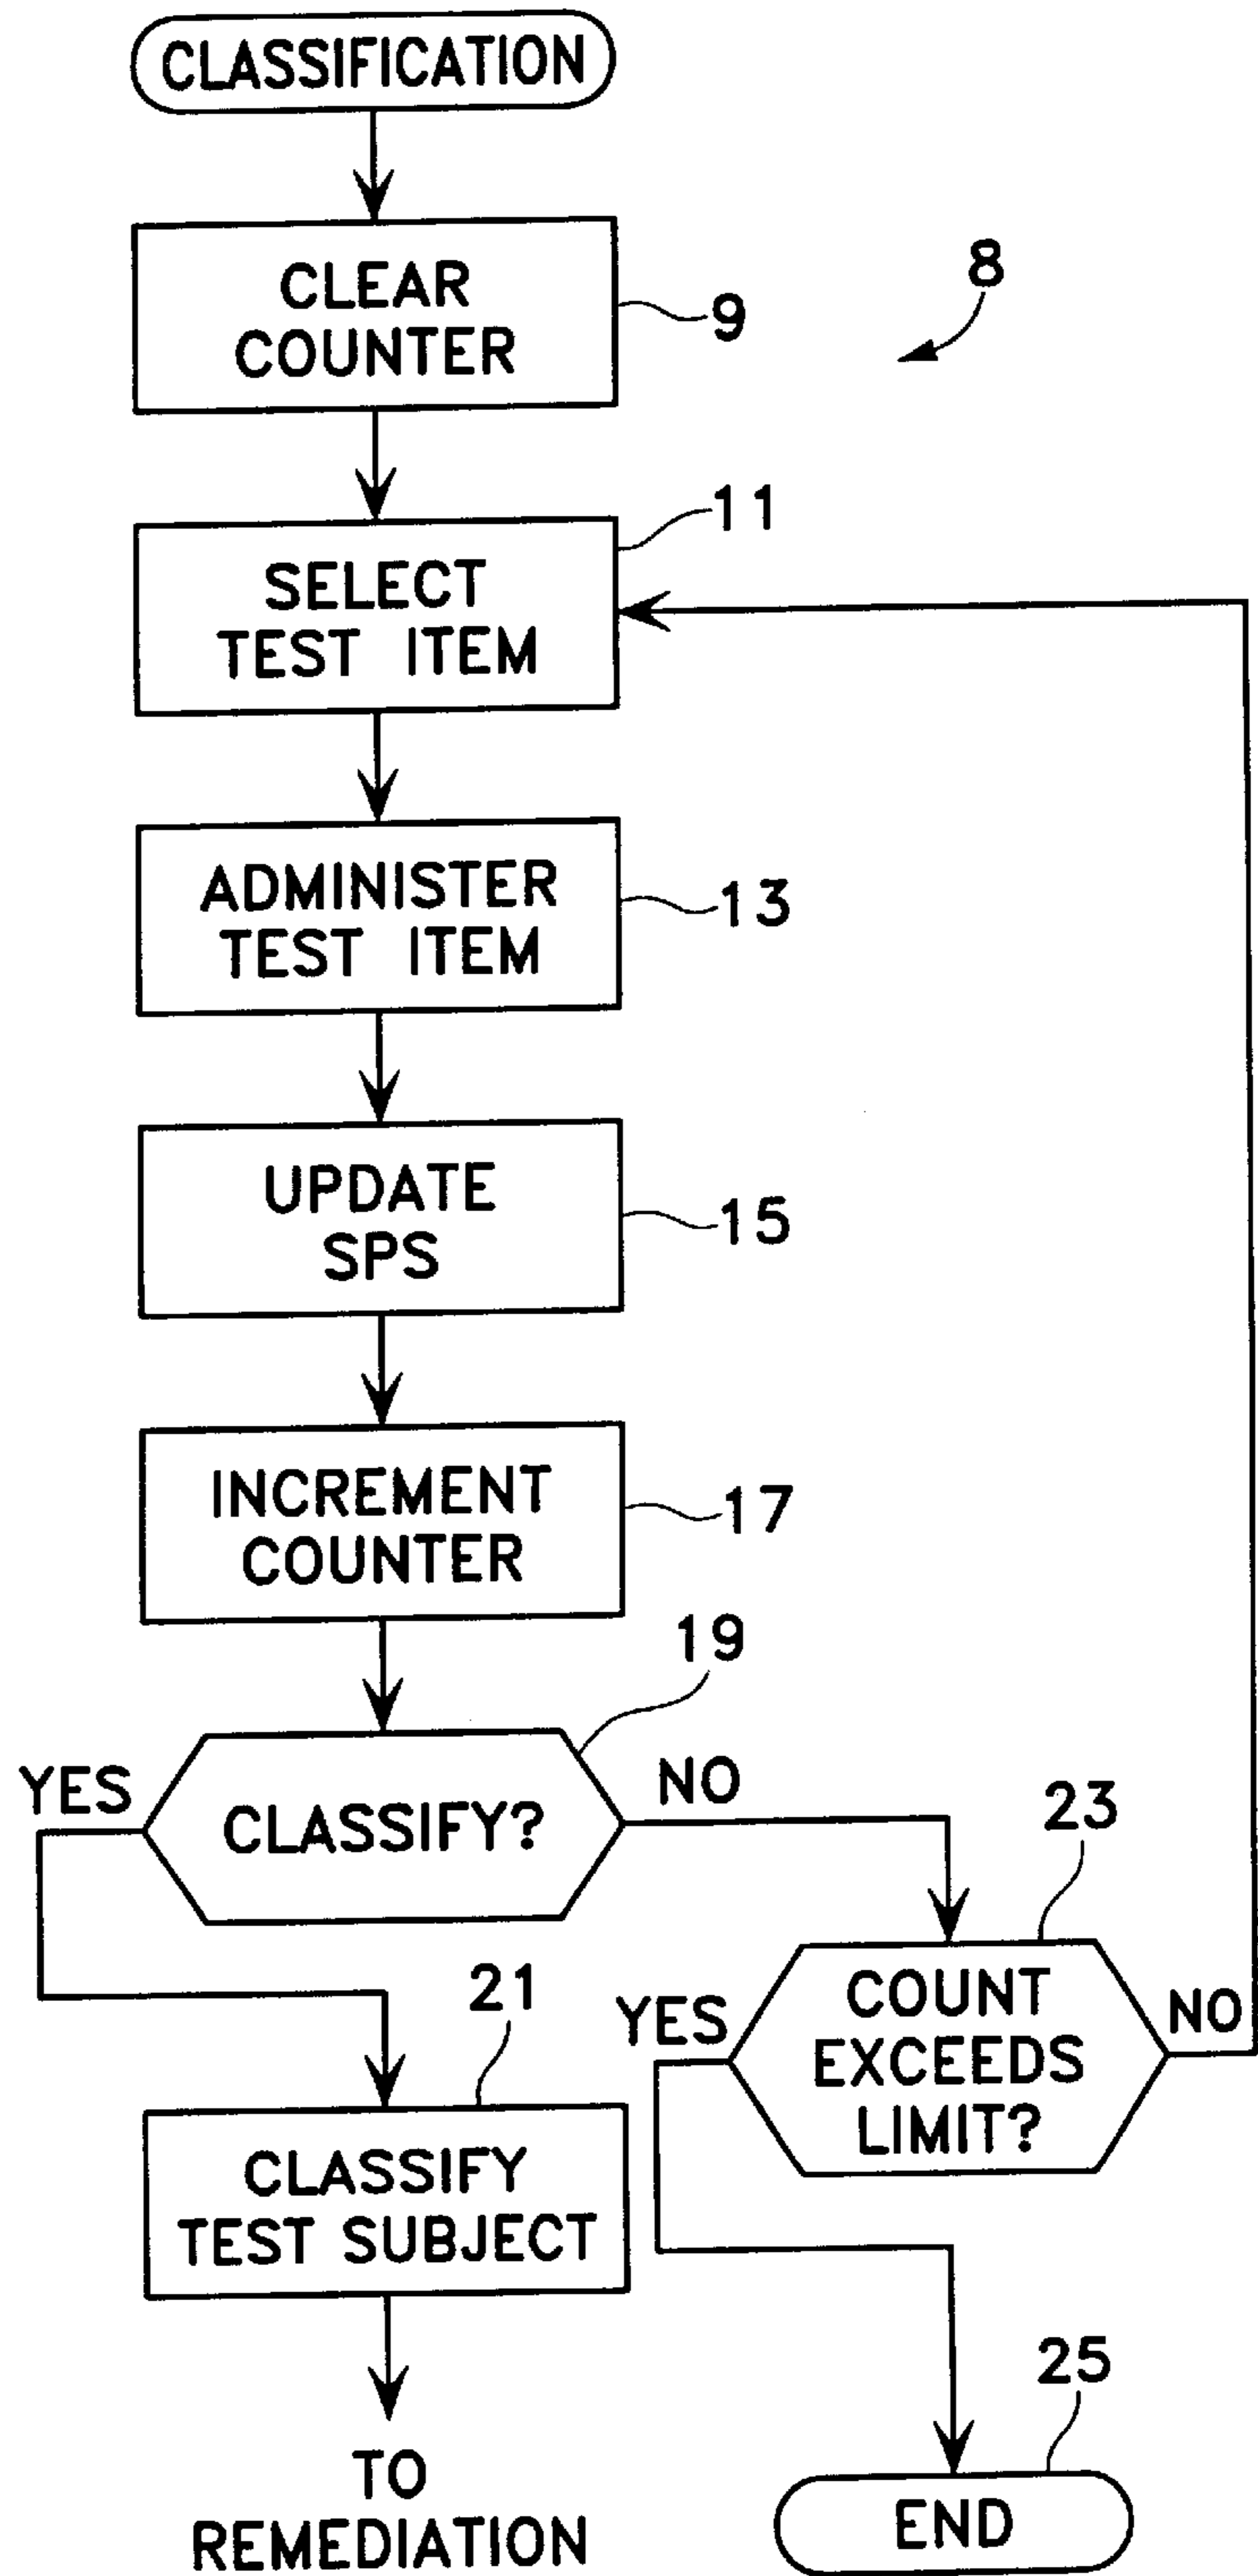 CLASSIFICATION
CLEAR
COUNTER
9
8
SELECT
TEST ITEM
11
ADMINISTER
TEST ITEM
13
UPDATE
SPS
15
INCREMENT
COUNTER
17
19
YES
CLASSIFY?
NO
23
COUNT
EXCEEDS
LIMIT?
YES
NO
21
CLASSIFY
TEST SUBJECT
TO
REMEDIATION
25
END